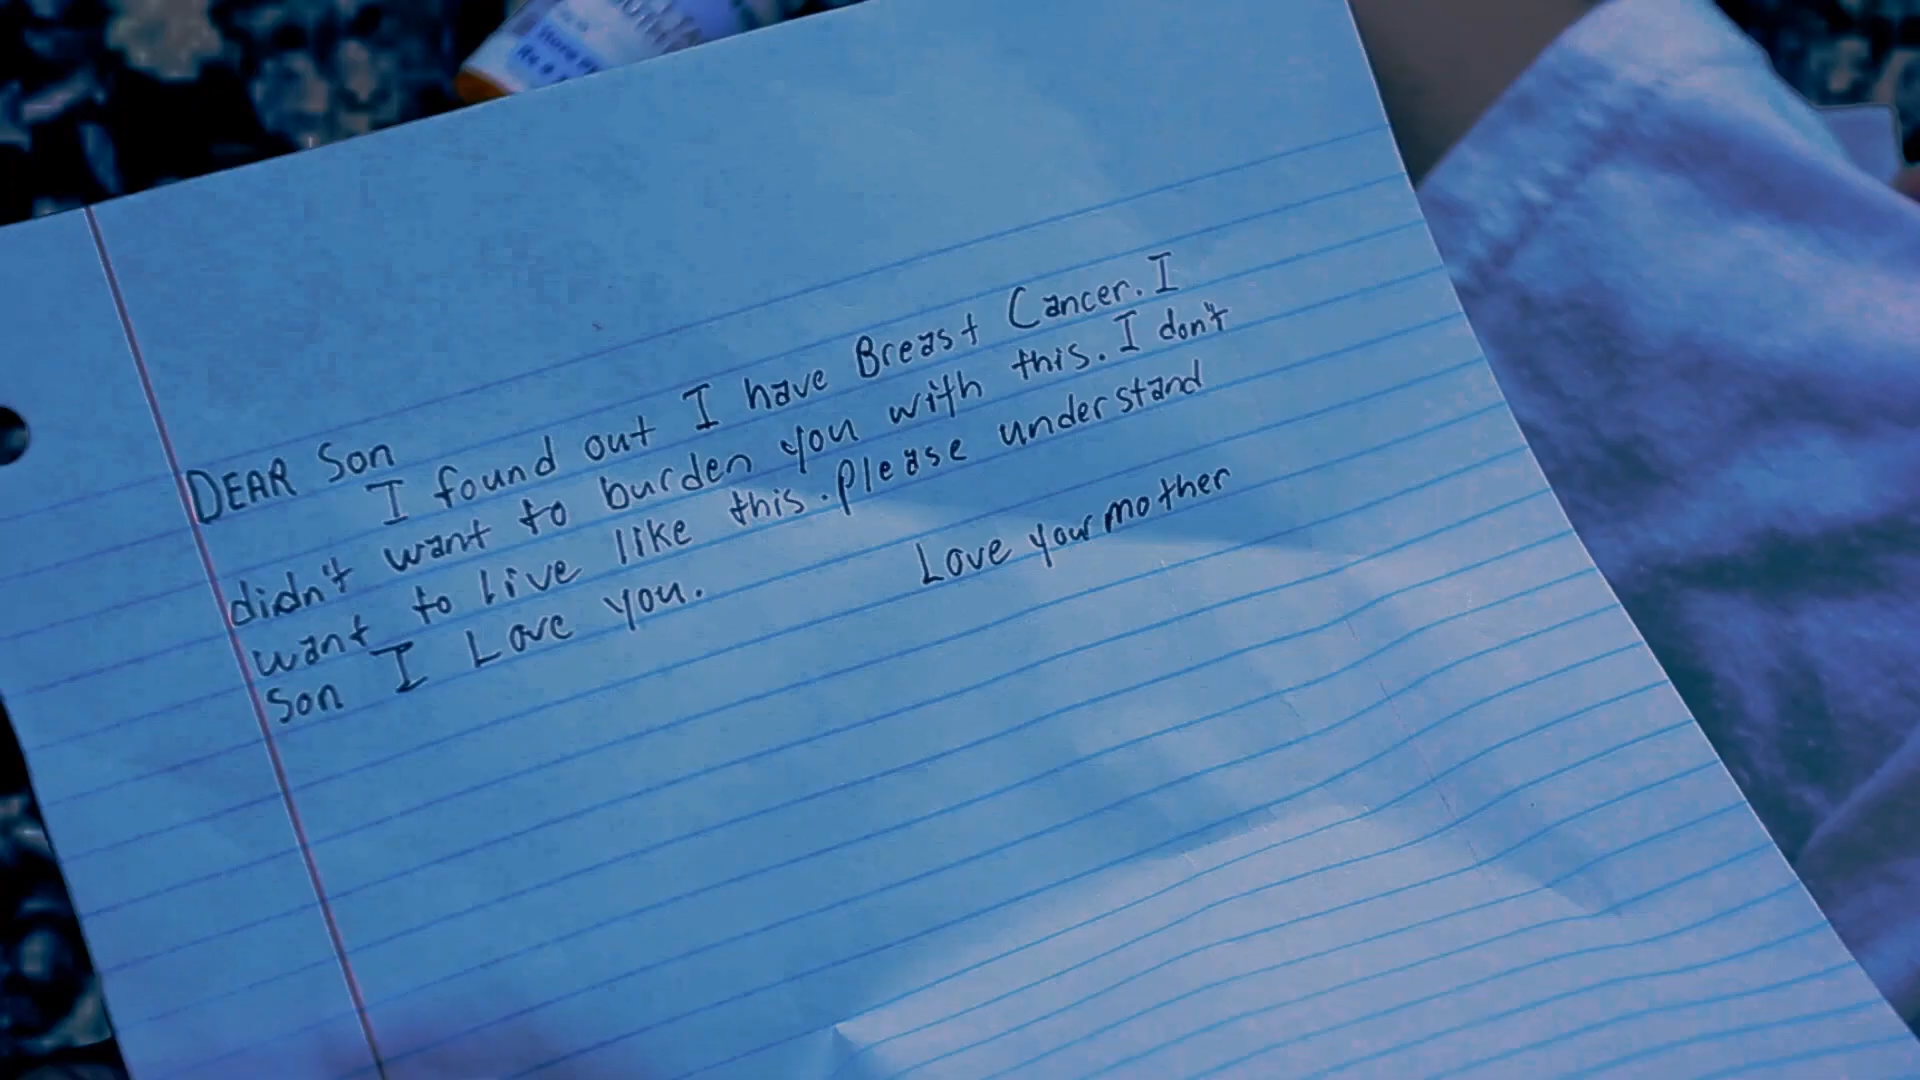 DEAR Son
I found out I have Breast Cancer. I
didn't want to burden you with this. I don't
want to live like this. Please understand
Son I Love you.
Love your mother